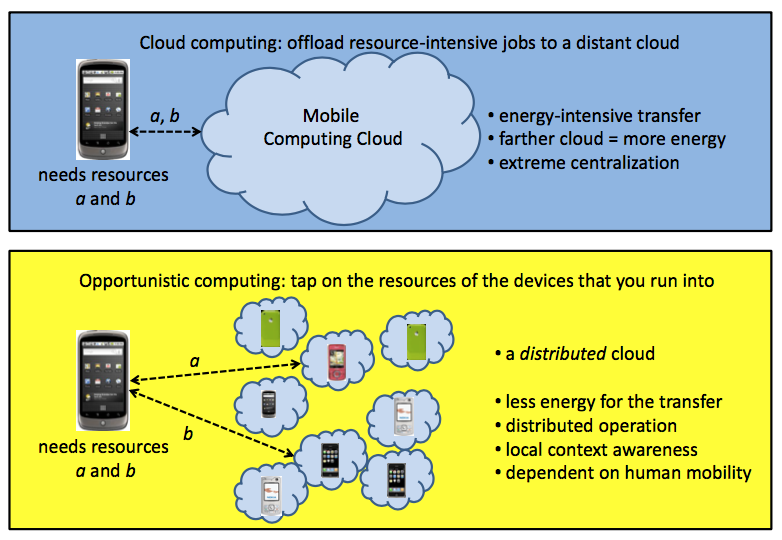 Cloud computing: offload resource-intensive jobs to a distant cloud
a, b
Mobile
Computing Cloud
needs resources
a and b
• energy-intensive transfer
• farther cloud = more energy
• extreme centralization
Opportunistic computing: tap on the resources of the devices that you run into
a
b
needs resources
a and b
• a distributed cloud
• less energy for the transfer
• distributed operation
• local context awareness
• dependent on human mobility